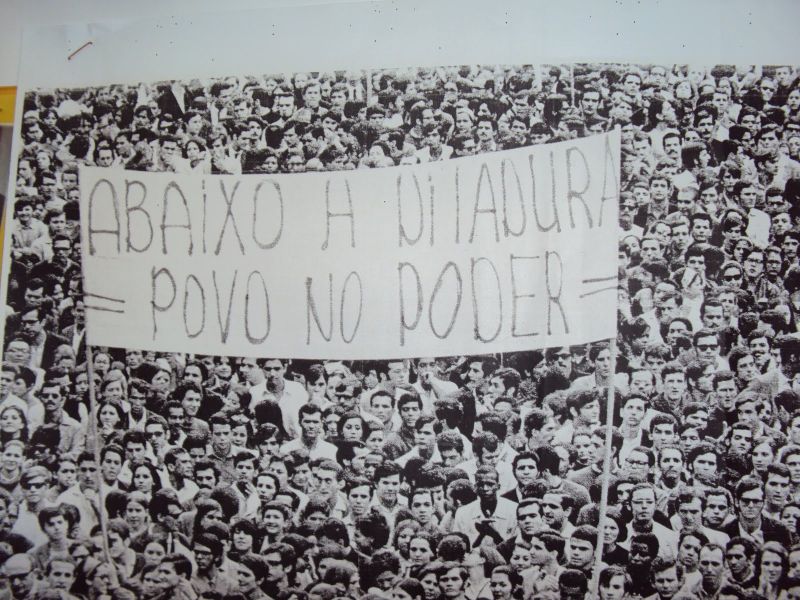 ABAiXO A DiTADURA
= POVO NO PODER =